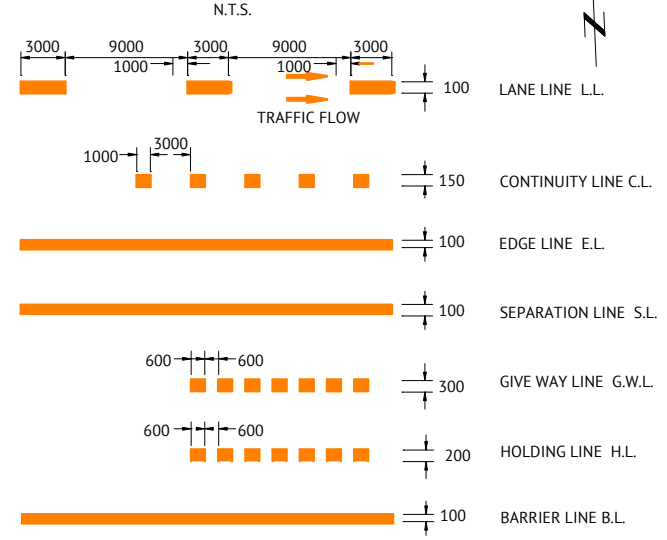 N.T.S.
3000 9000 3000 9000 3000
1000 1000
100 LANE LINE L.L.
TRAFFIC FLOW
1000 3000
150 CONTINUITY LINE C.L.
100 EDGE LINE E.L.
100 SEPARATION LINE S.L.
600 600
300 GIVE WAY LINE G.W.L.
600 600
200 HOLDING LINE H.L.
100 BARRIER LINE B.L.